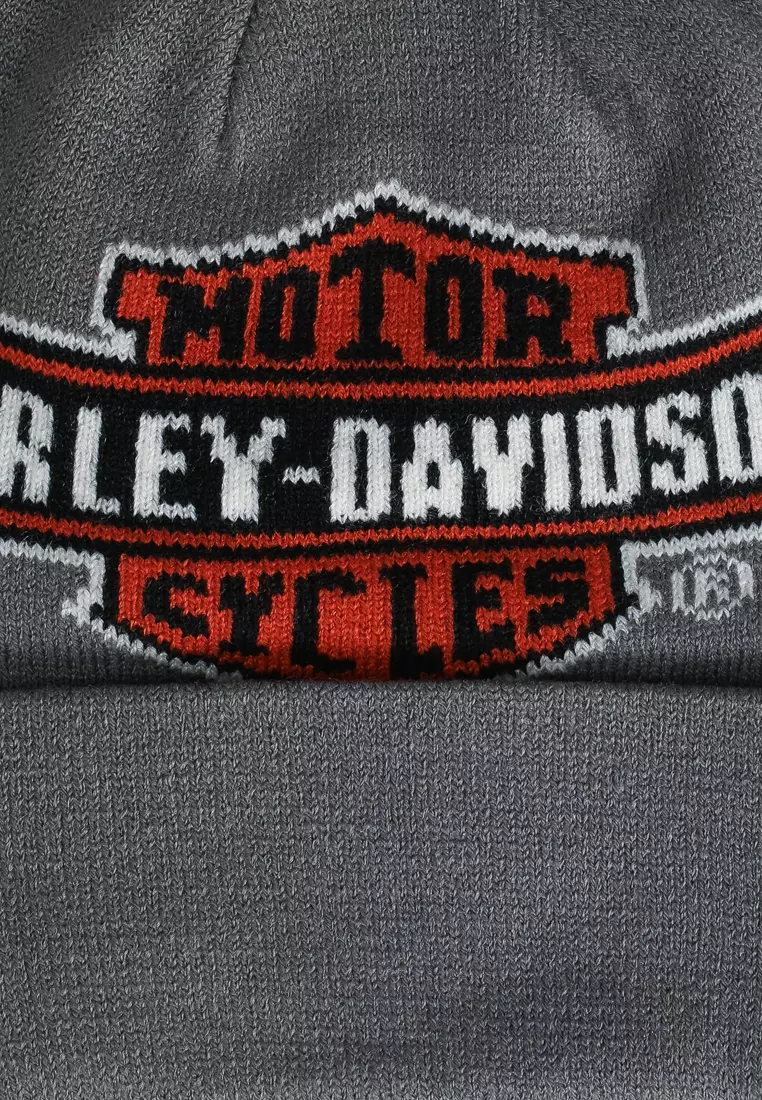 MOTOR
RLEY-DAVIDSO
CYCLES
®